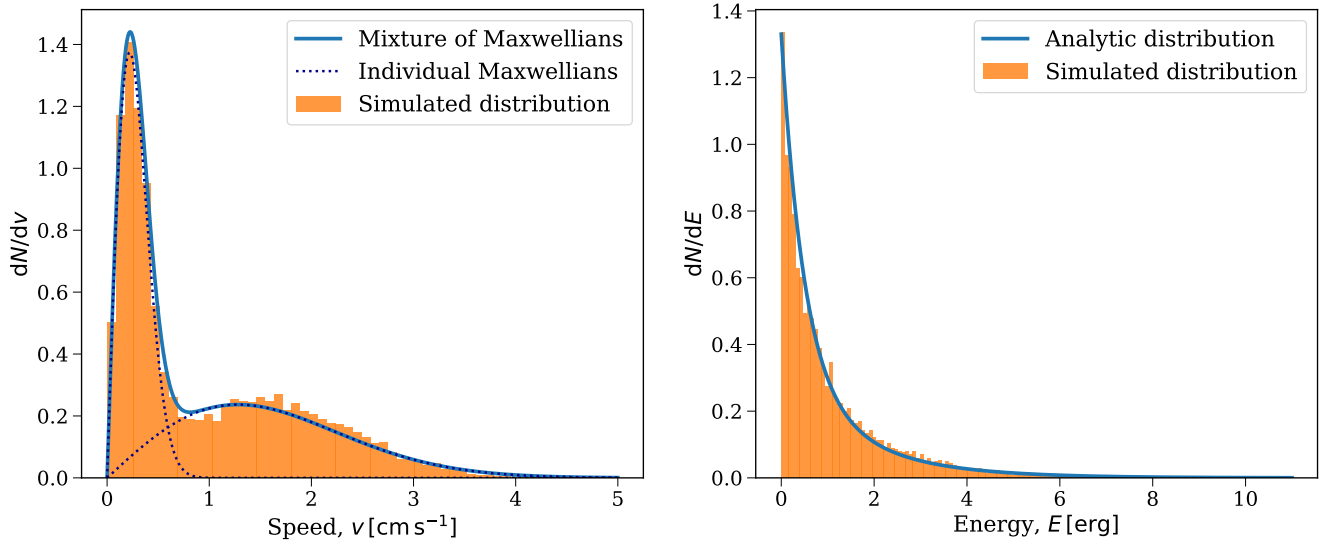 Mixture of Maxwellians
Individual Maxwellians
Simulated distribution
dN/dv
1.4
1.2
1.0
0.8
0.6
0.4
0.2
0.0
0 1 2 3 4 5
Speed, v [cm s⁻¹]
Analytic distribution
Simulated distribution
dN/dE
1.4
1.2
1.0
0.8
0.6
0.4
0.2
0.0
0 2 4 6 8 10
Energy, E [erg]